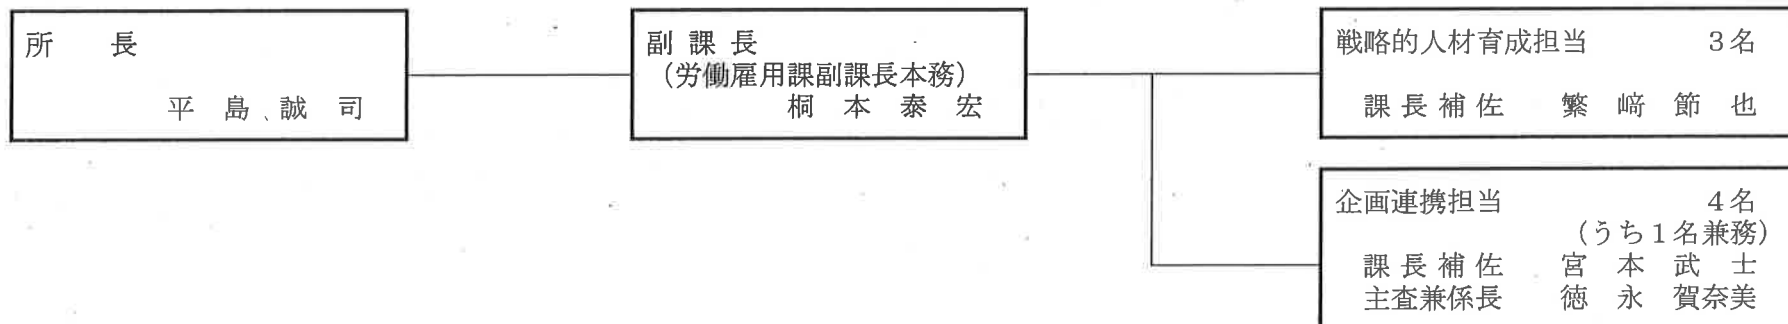 所　　長
平　島　誠　司
副　課　長
（労働雇用課副課長本務）
桐　本　泰　宏
戦略的人材育成担当　　　　３名
課長補佐　　繁　﨑　節　也
企画連携担当　　　　４名
（うち１名兼務）
課長補佐　　宮　本　武　士
主査兼係長　　徳　永　賀奈美